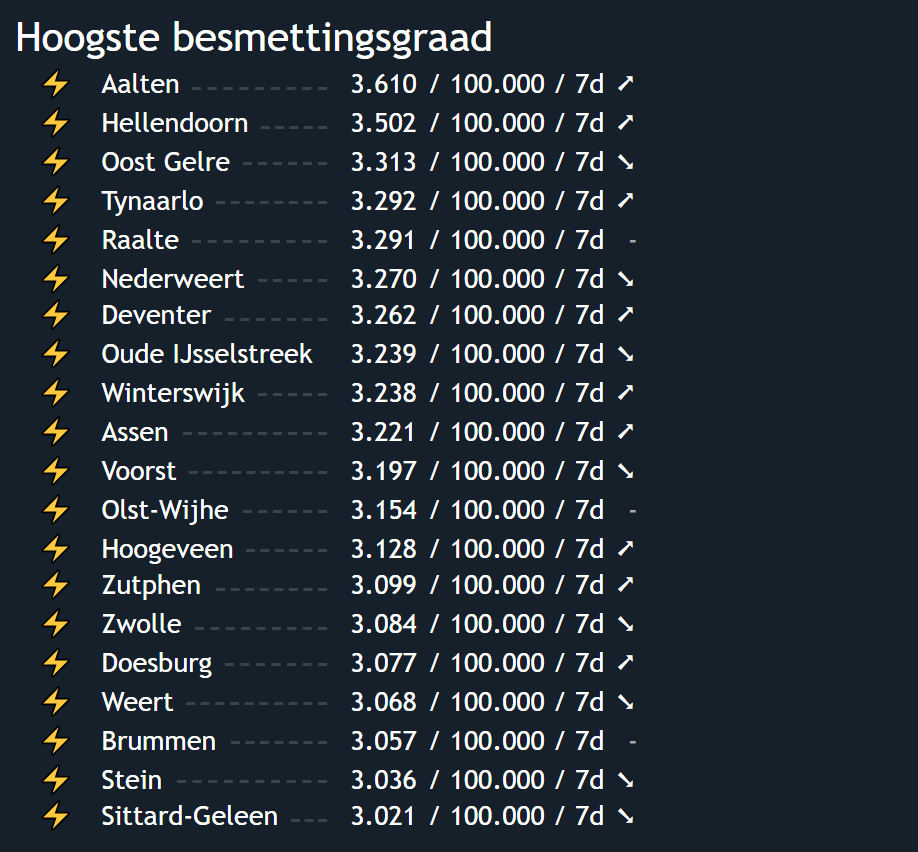 Hoogste besmettingsgraad
⚡ Aalten ---------- 3.610 / 100.000 / 7d ➚
⚡ Hellendoorn ----- 3.502 / 100.000 / 7d ➚
⚡ Oost Gelre ------ 3.313 / 100.000 / 7d ➘
⚡ Tynaarlo -------- 3.292 / 100.000 / 7d ➚
⚡ Raalte ---------- 3.291 / 100.000 / 7d -
⚡ Nederweert ----- 3.270 / 100.000 / 7d ➘
⚡ Deventer ------- 3.262 / 100.000 / 7d ➚
⚡ Oude IJsselstreek 3.239 / 100.000 / 7d ➘
⚡ Winterswijk ----- 3.238 / 100.000 / 7d ➚
⚡ Assen ---------- 3.221 / 100.000 / 7d ➚
⚡ Voorst ---------- 3.197 / 100.000 / 7d ➘
⚡ Olst-Wijhe ------ 3.154 / 100.000 / 7d -
⚡ Hoogeveen ------ 3.128 / 100.000 / 7d ➚
⚡ Zutphen -------- 3.099 / 100.000 / 7d ➚
⚡ Zwolle --------- 3.084 / 100.000 / 7d ➘
⚡ Doesburg ------- 3.077 / 100.000 / 7d ➚
⚡ Weert ---------- 3.068 / 100.000 / 7d ➘
⚡ Brummen ------- 3.057 / 100.000 / 7d -
⚡ Stein ----------- 3.036 / 100.000 / 7d ➘
⚡ Sittard-Geleen --- 3.021 / 100.000 / 7d ➘